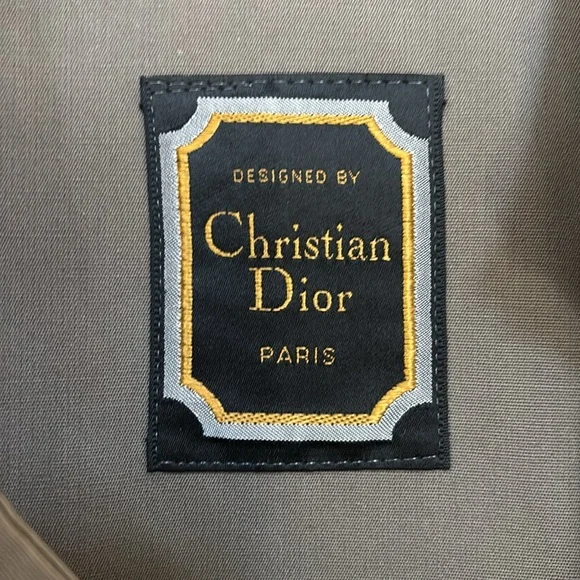 DESIGNED BY
Christian
Dior
PARIS